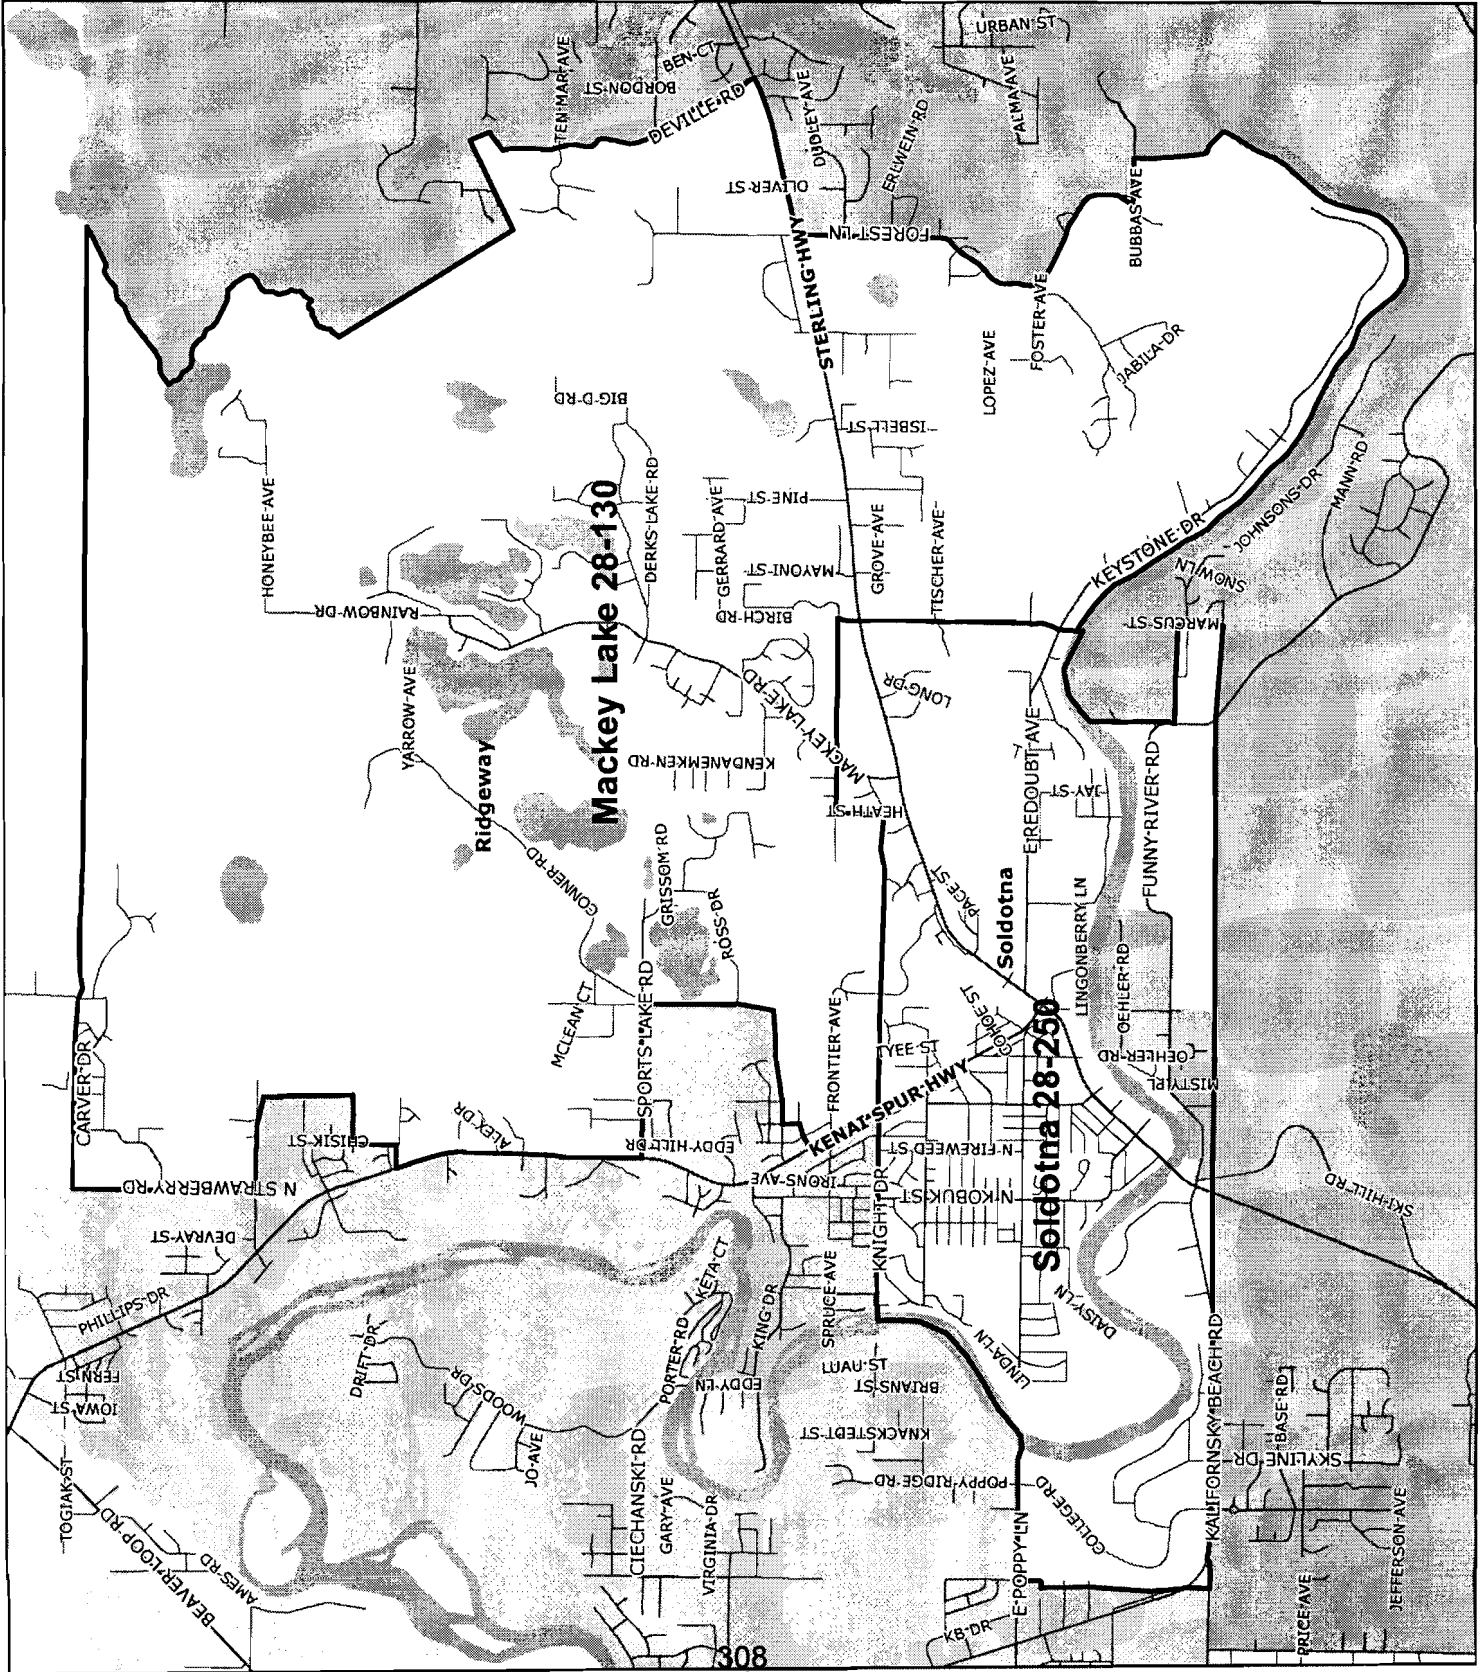 URBAN ST
TEN MAR AVE
BEN CT
BORDON ST
DEVILLE RD
DUDLEY AVE
ALMA AVE
ERLWEIN RD
OLIVER ST
FOREST LN
BUBBAS AVE
STERLING HWY
FOSTER AVE
LOPEZ AVE
JABILA DR
BIG D RD
ISBELL ST
HONEYBEE AVE
DERKS LAKE RD
Mackey Lake 28-130
PINE ST
GERRARD AVE
MAYONI ST
GROVE AVE
TISCHER AVE
MANN RD
JOHNSONS DR
KEYSTONE DR
SNOW LN
MARCUS ST
RAINBOW DR
BIRCH RD
YARROW AVE
MACKEY LAKE RD
LONG DR
Ridgeway
KENDANEMKEN RD
HEATH ST
E REDOUBT AVE
JAY ST
FUNNY RIVER RD
CONNER RD
GRISSOM RD
ROSS DR
PACE ST
Soldotna
LINGONBERRY LN
OEHLER RD
OEHLER RD
MISTY PL
MCLEAN CT
SPORTS LAKE RD
FRONTIER AVE
TYEE ST
COHOE ST
Soldotna 28-250
CARVER DR
CHISIK ST
ALEX DR
EDDY HILL DR
KENAI SPUR HWY
N FIREWEED ST
N STRAWBERRY RD
IRONS AVE
KNIGHT DR
N KOBUK ST
SKI HILL RD
DEVRAY ST
PHILLIPS DR
KETA CT
KING DR
SPRUCE AVE
DAISY LN
LINDA LN
FERN ST
IOWA ST
DRIFT DR
WOODS DR
PORTER RD
EDDY LN
BRIANS ST
KNACKSTEDT ST
KALIFORNSKY BEACH RD
BASE RD
SKYLINE DR
TOGIAK ST
BEAVER LOOP RD
AMES RD
JO AVE
CIECHANSKI RD
GARY AVE
VIRGINIA DR
POPPY RIDGE RD
COLLEGE RD
E POPPY LN
KB DR
PRICE AVE
JEFFERSON AVE
308